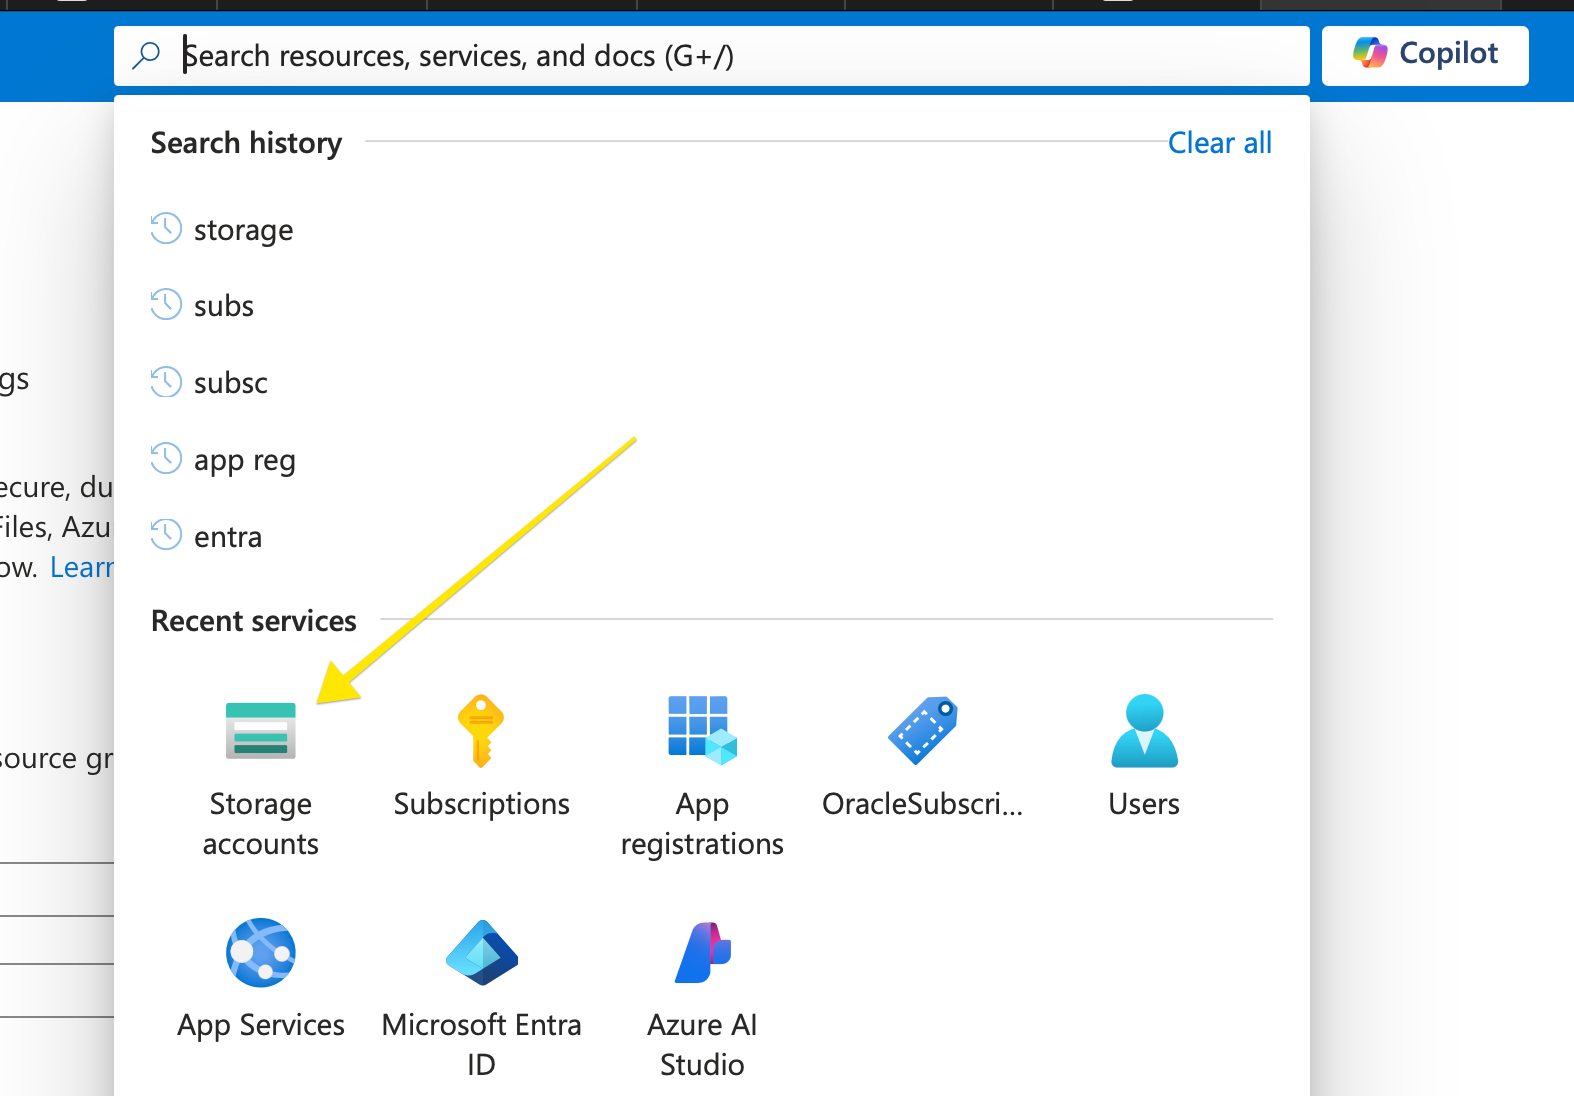 Search resources, services, and docs (G+/)
Copilot
Search history
Clear all
storage
subs
subsc
app reg
entra
Recent services
Storage
accounts
Subscriptions
App
registrations
OracleSubscri...
Users
App Services
Microsoft Entra
ID
Azure AI
Studio
gs
ecure, du
Files, Azu
ow. Learn
source gr